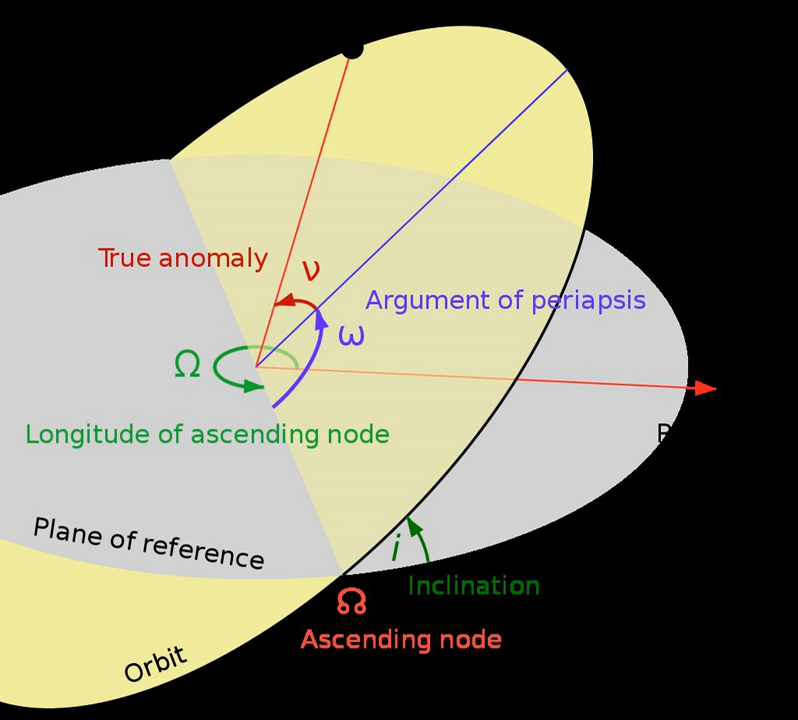 True anomaly
ν
Argument of periapsis
ω
Ω
Longitude of ascending node
Plane of reference
i
Inclination
☊
Ascending node
Orbit